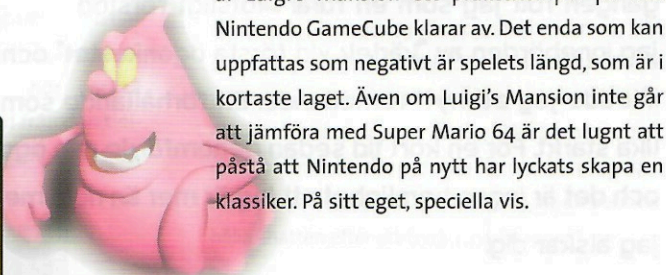 Nintendo GameCube klarar av. Det enda som kan
uppfattas som negativt är spelets längd, som är i
kortaste laget. Även om Luigi’s Mansion inte går
att jämföra med Super Mario 64 är det lugnt att
påstå att Nintendo på nytt har lyckats skapa en
klassiker. På sitt eget, speciella vis.